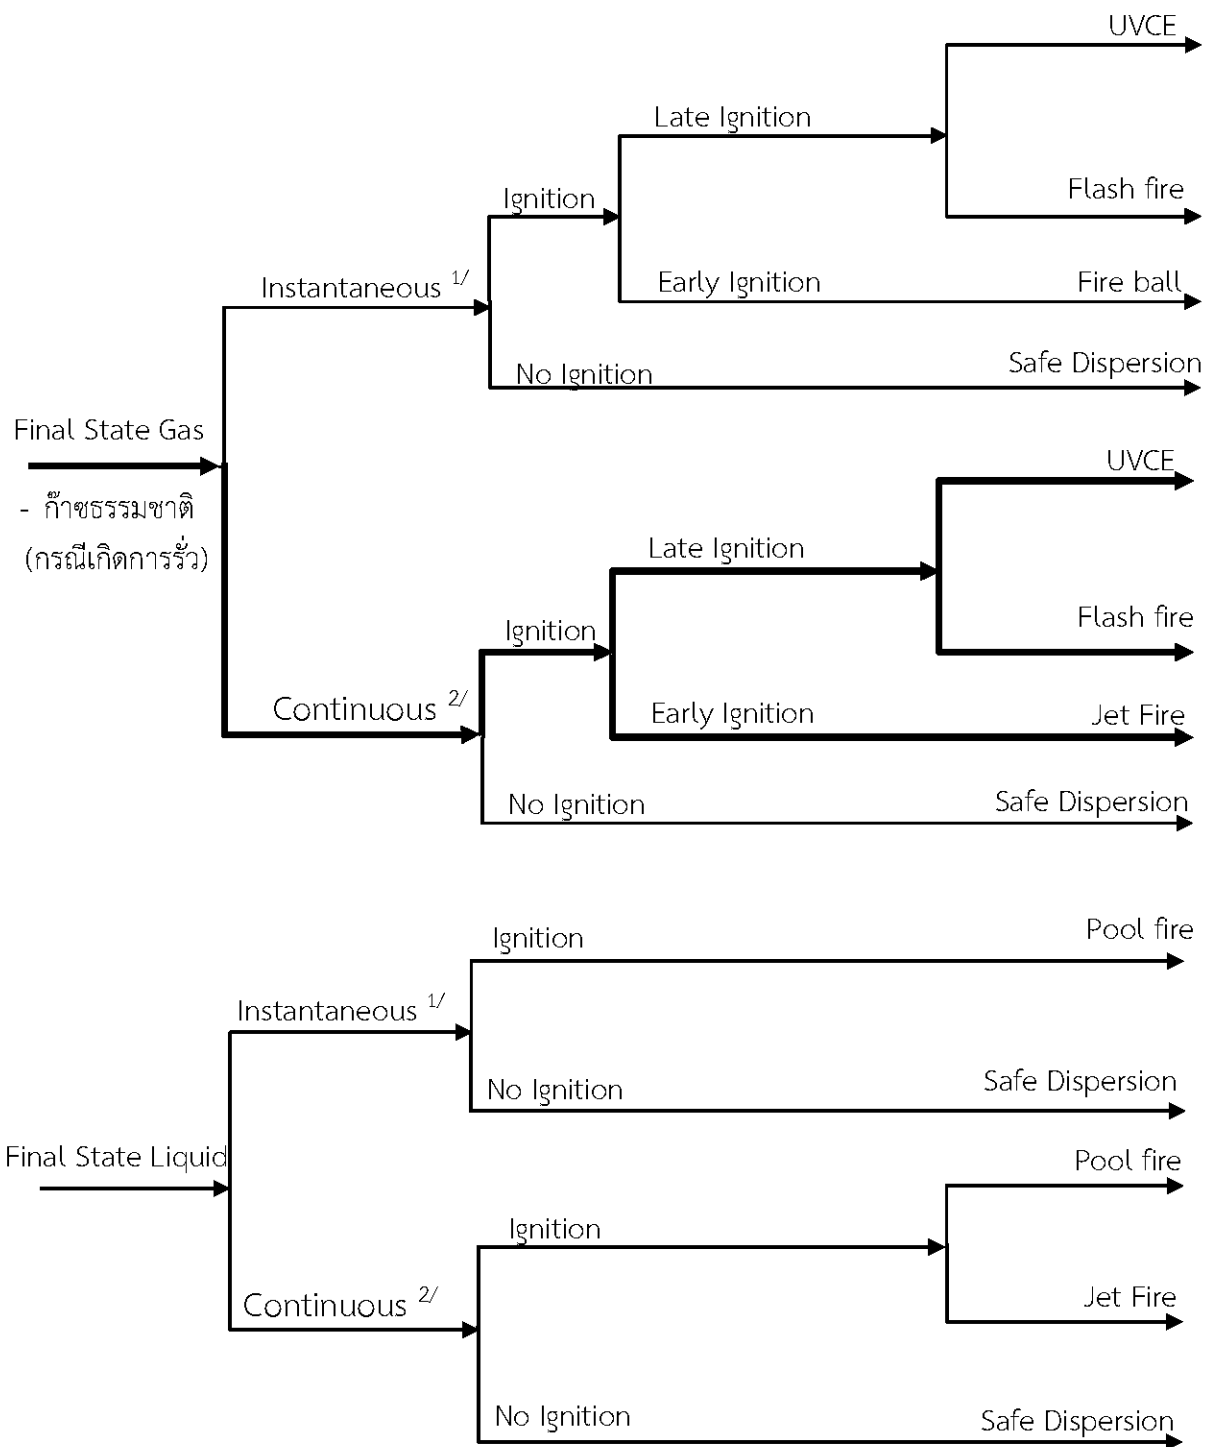 UVCE
Late Ignition
Flash fire
Ignition
Early Ignition
Fire ball
Instantaneous 1/
No Ignition
Safe Dispersion
Final State Gas
- ก๊าซธรรมชาติ
(กรณีเกิดการรั่ว)
UVCE
Late Ignition
Flash fire
Ignition
Continuous 2/
Early Ignition
Jet Fire
No Ignition
Safe Dispersion
Ignition
Pool fire
Instantaneous 1/
No Ignition
Safe Dispersion
Final State Liquid
Pool fire
Ignition
Continuous 2/
Jet Fire
No Ignition
Safe Dispersion